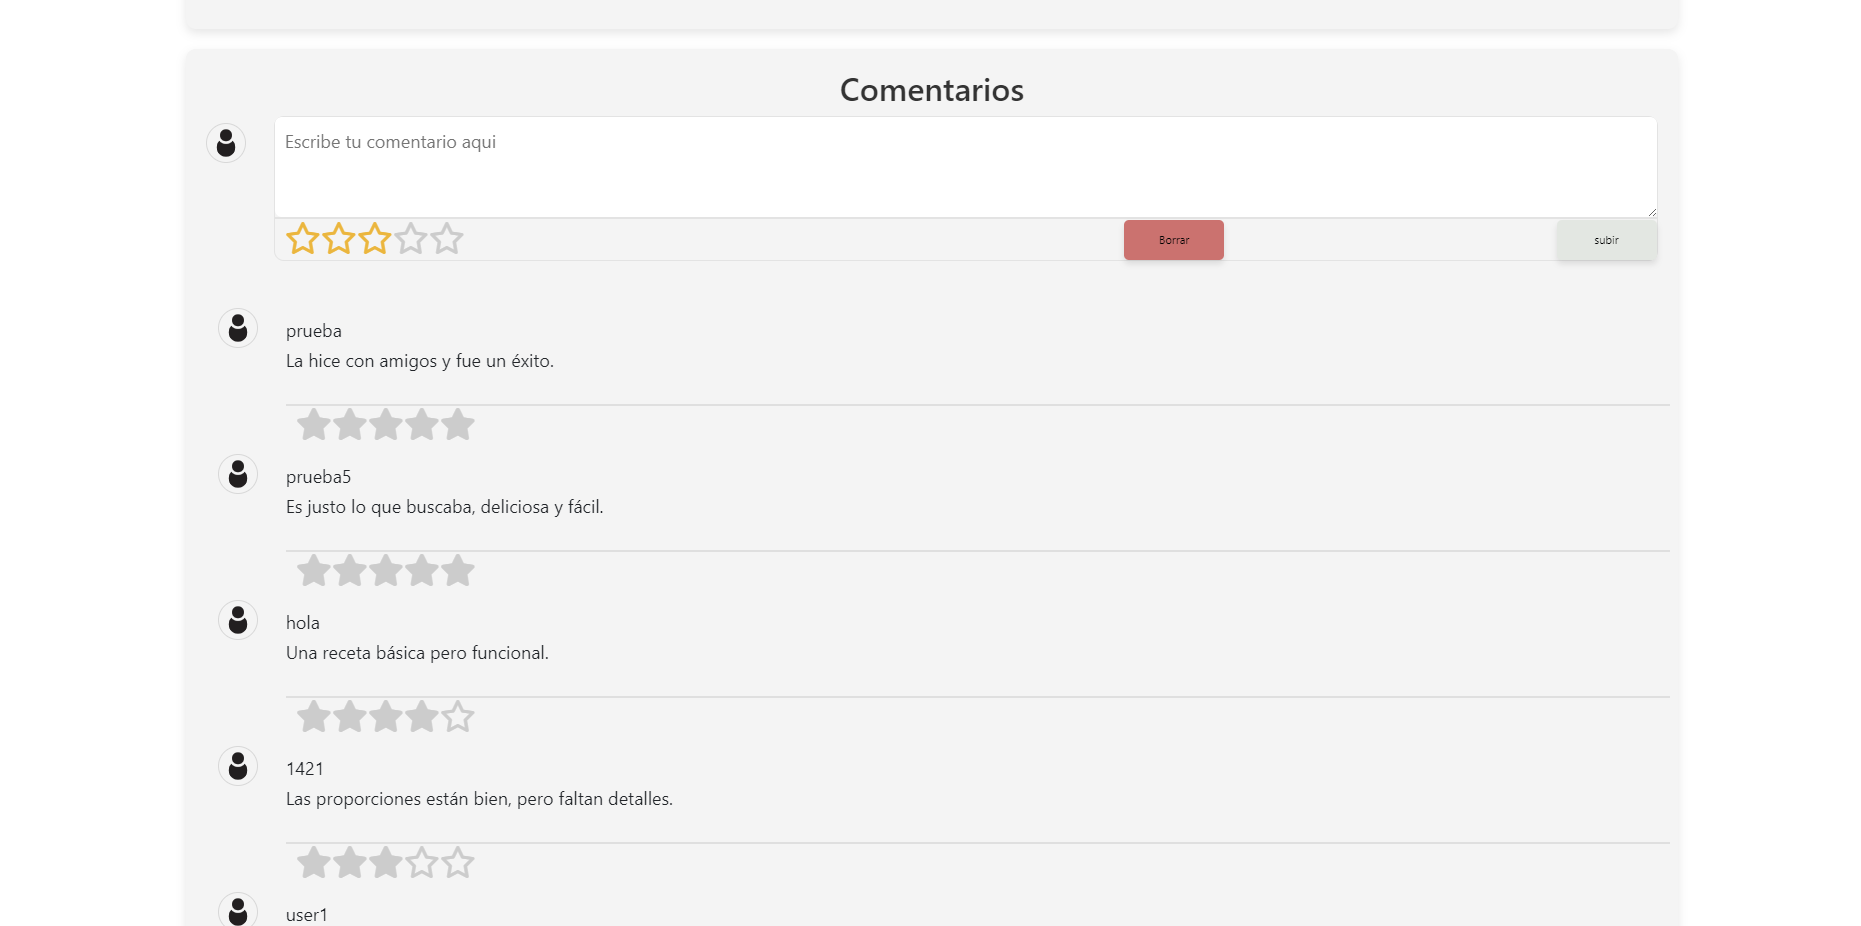 Comentarios
Escribe tu comentario aqui
Borrar
subir
prueba
La hice con amigos y fue un éxito.
prueba5
Es justo lo que buscaba, deliciosa y fácil.
hola
Una receta básica pero funcional.
1421
Las proporciones están bien, pero faltan detalles.
user1